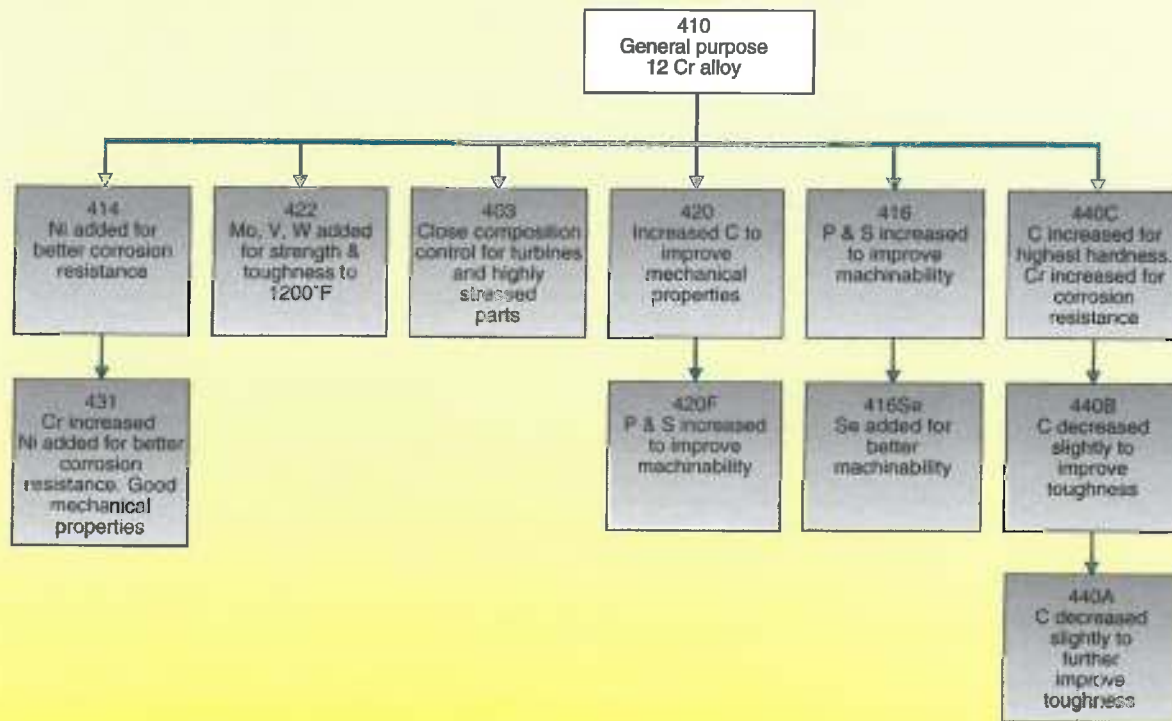 410
General purpose
12 Cr alloy
414
Ni added for
better corrosion
resistance
422
Mo, V, W added
for strength &
toughness to
1200°F
403
Close composition
control for turbines
and highly
stressed
parts
420
Increased C to
improve
mechanical
properties
416
P & S increased
to improve
machinability
440C
C increased for
highest hardness.
Cr increased for
corrosion
resistance
431
Cr increased
Ni added for better
corrosion
resistance. Good
mechanical
properties
420F
P & S increased
to improve
machinability
416Se
Se added for
better
machinability
440B
C decreased
slightly to
improve
toughness
440A
C decreased
slightly to
further
improve
toughness